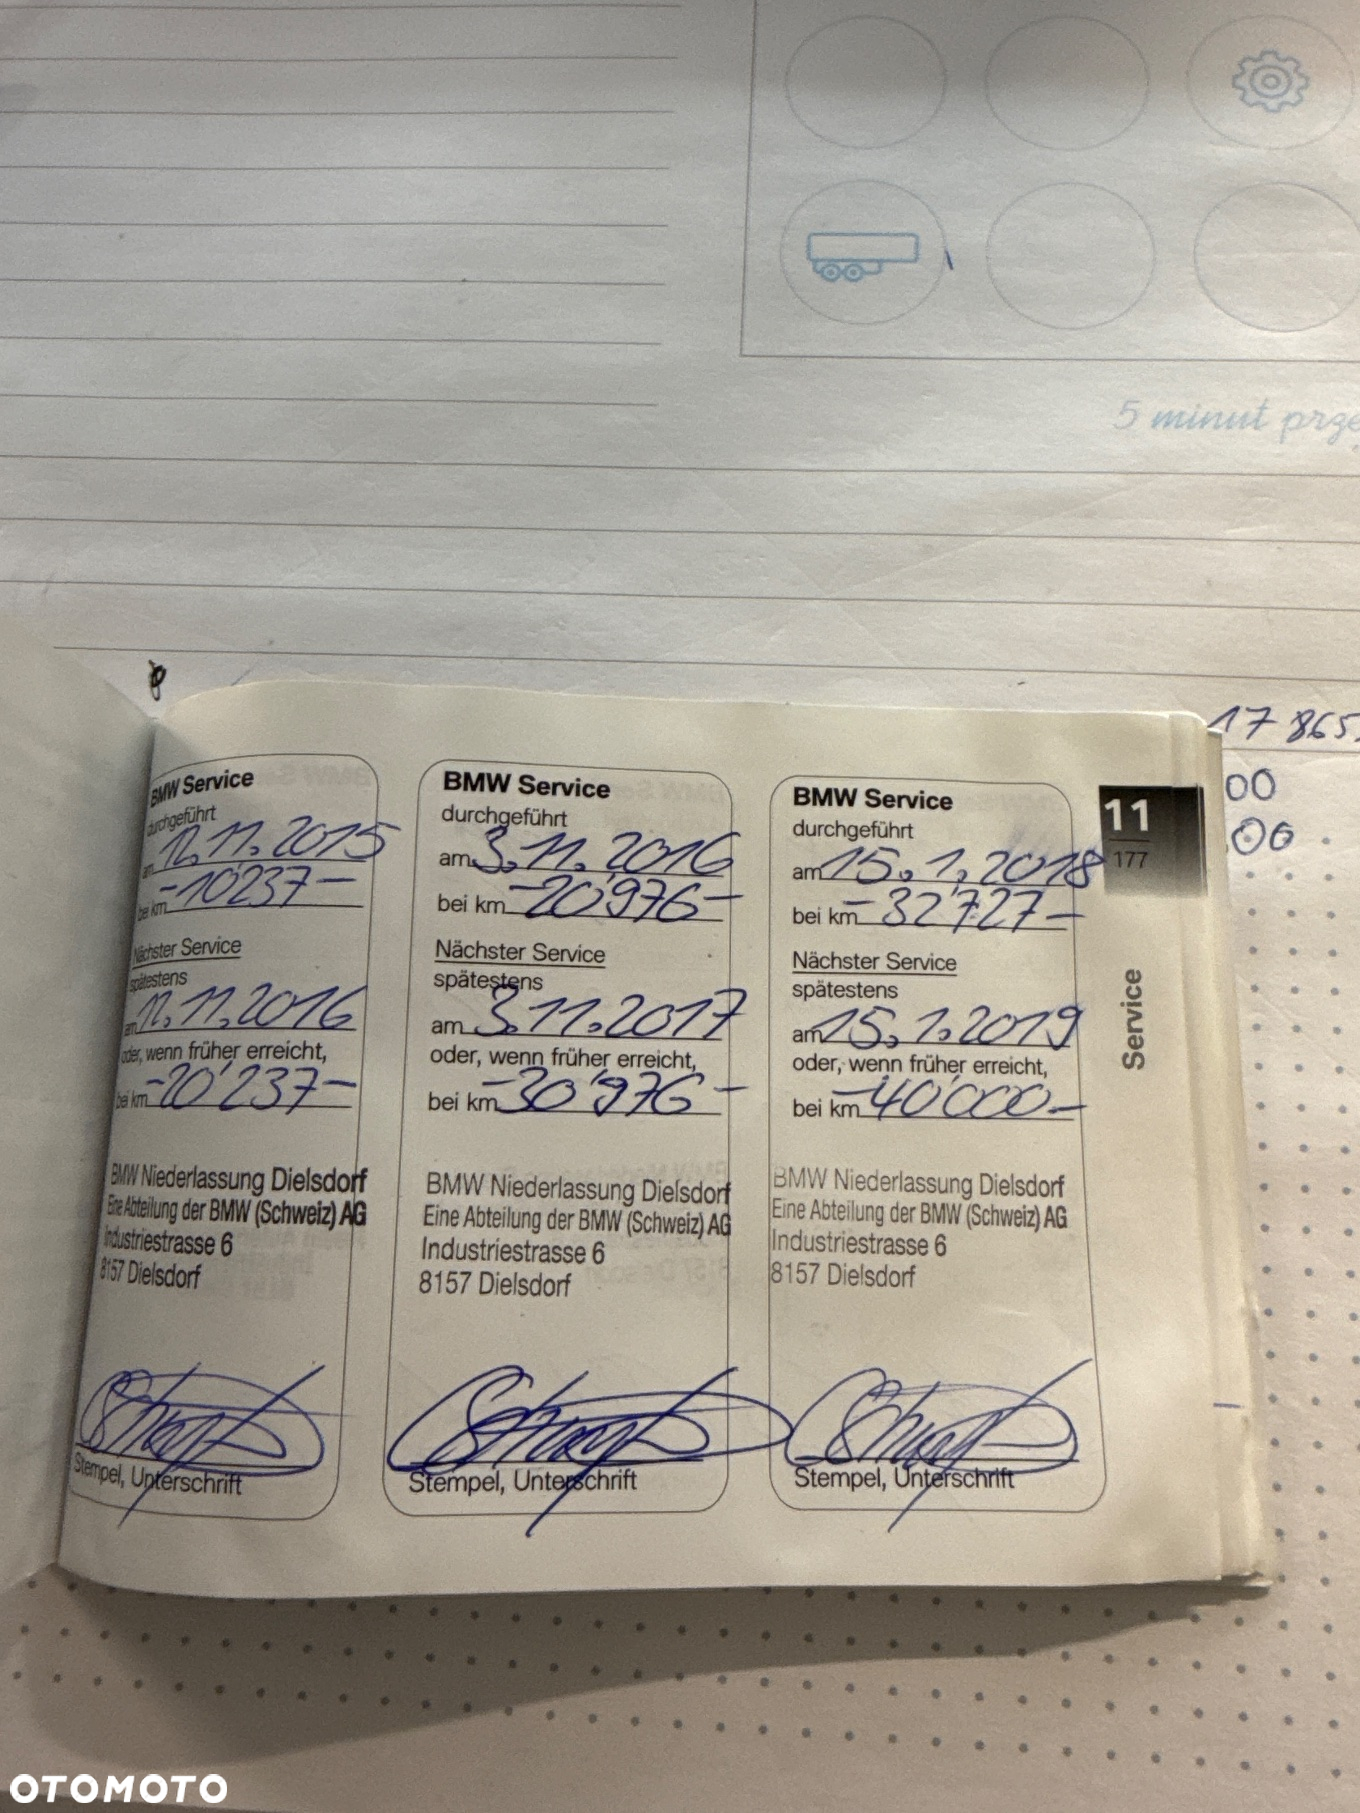 5 minut prze
17 865
00
00
BMW Service
durchgeführt
am 12.11.2015
bei km -10'237-
Nächster Service
spätestens
am 12.11.2016
oder, wenn früher erreicht,
bei km -20'237-
BMW Niederlassung Dielsdorf
Eine Abteilung der BMW (Schweiz) AG
Industriestrasse 6
8157 Dielsdorf
Stempel, Unterschrift
BMW Service
durchgeführt
am 3.11.2016
bei km -20'976-
Nächster Service
spätestens
am 3.11.2017
oder, wenn früher erreicht,
bei km -30'976-
BMW Niederlassung Dielsdorf
Eine Abteilung der BMW (Schweiz) AG
Industriestrasse 6
8157 Dielsdorf
Stempel, Unterschrift
BMW Service
durchgeführt
am 15.1.2018
bei km -32'727-
Nächster Service
spätestens
am 15.1.2019
oder, wenn früher erreicht,
bei km -40'000-
BMW Niederlassung Dielsdorf
Eine Abteilung der BMW (Schweiz) AG
Industriestrasse 6
8157 Dielsdorf
Stempel, Unterschrift
11
177
Service
OTOMOTO